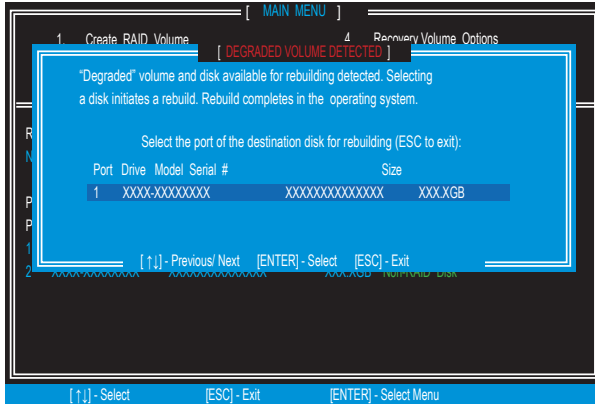 [ MAIN MENU ]
1. Create RAID Volume 4. Recovery Volume Options
[ DEGRADED VOLUME DETECTED ]
“Degraded” volume and disk available for rebuilding detected. Selecting
a disk initiates a rebuild. Rebuild completes in the operating system.
Select the port of the destination disk for rebuilding (ESC to exit):
Port Drive Model Serial # Size
1 XXXX-XXXXXXXX XXXXXXXXXXXXXX XXX.XGB
[↑↓] - Previous/ Next [ENTER] - Select [ESC] - Exit
R
N
P
P
1
2 XXXX-XXXXXXXX XXXXXXXXXXXXXX XXX.XGB Non-RAID Disk
[↑↓] - Select [ESC] - Exit [ENTER] - Select Menu